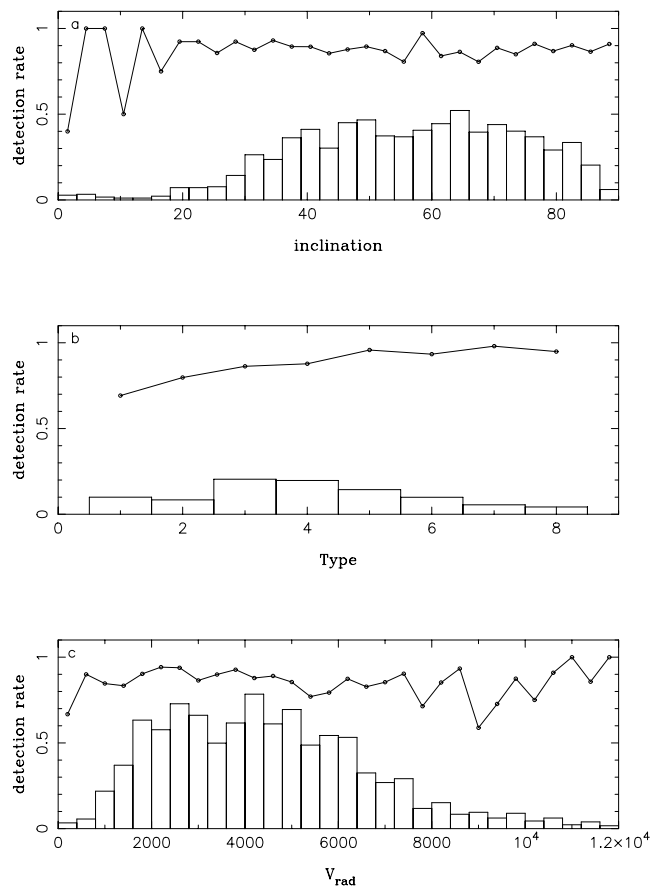 a
detection rate
1
0.5
0
0 20 40 60 80
inclination
b
detection rate
1
0.5
0
0 2 4 6 8
Type
c
detection rate
1
0.5
0
0 2000 4000 6000 8000 10⁴ 1.2×10⁴
V_rad